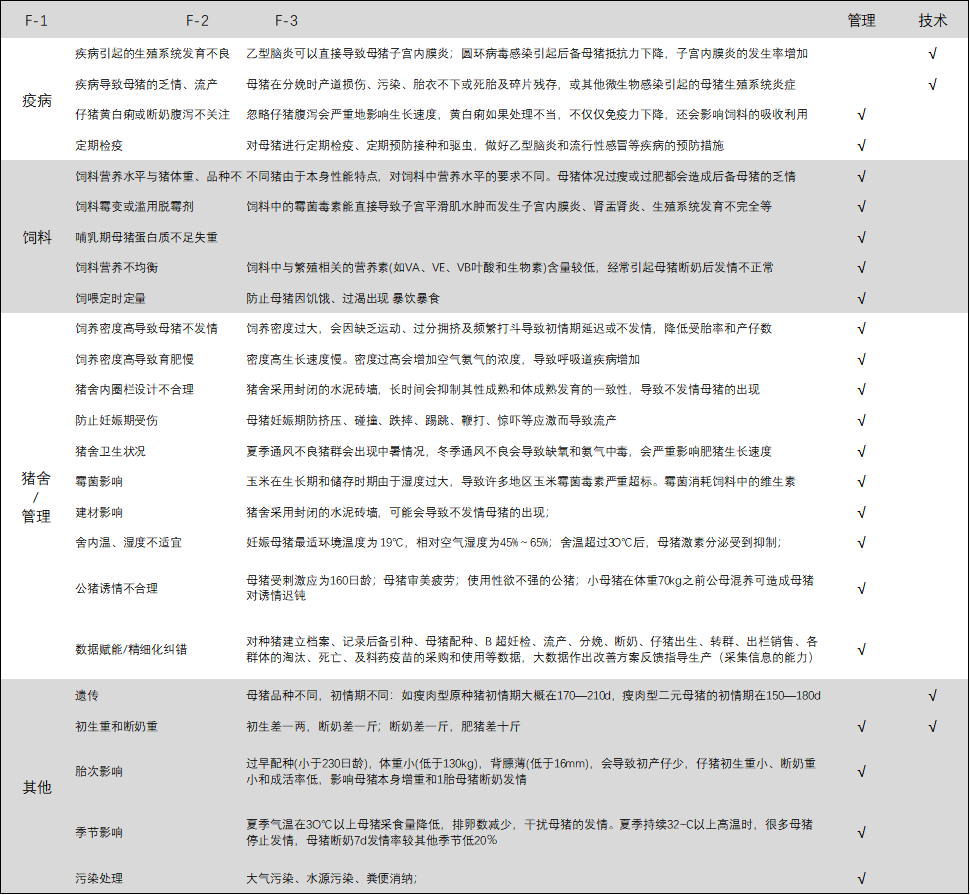 F-1 F-2 F-3 管理 技术
疫病
疾病引起的生殖系统发育不良 乙型脑炎可以直接导致母猪子宫内膜炎；圆环病毒感染引起后备母猪抵抗力下降，子宫内膜炎的发生率增加 √
疾病导致母猪的乏情、流产 母猪在分娩时产道损伤、污染、胎衣不下或死胎及碎片残存，或其他微生物感染引起的母猪生殖系统炎症 √
仔猪黄白痢或断奶腹泻不关注 忽略仔猪腹泻会严重地影响生长速度，黄白痢如果处理不当，不仅仅免疫力下降，还会影响饲料的吸收利用 √
定期检疫 对母猪进行定期检疫、定期预防接种和驱虫，做好乙型脑炎和流行性感冒等疾病的预防措施 √
饲料
饲料营养水平与猪体重、品种不 不同猪由于本身性能特点，对饲料中营养水平的要求不同。母猪体况过瘦或过肥都会造成后备母猪的乏情 √
饲料霉变或滥用脱霉剂 饲料中的霉菌毒素能直接导致子宫平滑肌水肿而发生子宫内膜炎、肾盂肾炎、生殖系统发育不完全等 √
哺乳期母猪蛋白质不足失重 √
饲料营养不均衡 饲料中与繁殖相关的营养素(如VA、VE、VB叶酸和生物素)含量较低，经常引起母猪断奶后发情不正常 √
饲喂定时定量 防止母猪因饥饿、过渴出现 暴饮暴食 √
猪舍
/
管理
饲养密度高导致母猪不发情 饲养密度过大，会因缺乏运动、过分拥挤及频繁打斗导致初情期延迟或不发情，降低受胎率和产仔数 √
饲养密度高导致育肥慢 密度高生长速度慢。密度过高会增加空气氨气的浓度，导致呼吸道疾病增加 √
猪舍内圈栏设计不合理 猪舍采用封闭的水泥砖墙，长时间会抑制其性成熟和体成熟发育的一致性，导致不发情母猪的出现 √
防止妊娠期受伤 母猪妊娠期防挤压、碰撞、跌摔、踢跳、鞭打、惊吓等应激而导致流产 √
猪舍卫生状况 夏季通风不良猪群会出现中暑情况，冬季通风不良会导致缺氧和氨气中毒，会严重影响肥猪生长速度 √
霉菌影响 玉米在生长期和储存时期由于湿度过大，导致许多地区玉米霉菌毒素严重超标。霉菌消耗饲料中的维生素 √
建材影响 猪舍采用封闭的水泥砖墙，可能会导致不发情母猪的出现； √
舍内温、湿度不适宜 妊娠母猪最适环境温度为 19℃，相对空气湿度为45%～65%；舍温超过3O℃后，母猪激素分泌受到抑制； √
公猪诱情不合理 母猪受刺激应为160日龄；母猪审美疲劳；使用性欲不强的公猪；小母猪在体重70kg之前公母混养可造成母猪
对诱情迟钝 √
数据赋能/精细化纠错 对种猪建立档案、记录后备引种、母猪配种、B 超妊检、流产、分娩、断奶、仔猪出生、转群、出栏销售、各
群体的淘汰、死亡、及料药疫苗的采购和使用等数据，大数据作出改善方案反馈指导生产（采集信息的能力） √
其他
遗传 母猪品种不同，初情期不同：如瘦肉型原种猪初情期大概在170—210d，瘦肉型二元母猪的初情期在150—180d √
初生重和断奶重 初生差一两，断奶差一斤；断奶差一斤，肥猪差十斤 √ √
胎次影响 过早配种(小于230日龄)，体重小(低于130kg)，背膘薄(低于16mm)，会导致初产仔少，仔猪初生重小、断奶重
小和成活率低，影响母猪本身增重和1胎母猪断奶发情 √
季节影响 夏季气温在3O℃以上母猪采食量降低，排卵数减少，干扰母猪的发情。夏季持续32~C以上高温时，很多母猪
停止发情，母猪断奶7d发情率较其他季节低20％ √
污染处理 大气污染、水源污染、粪便消纳； √